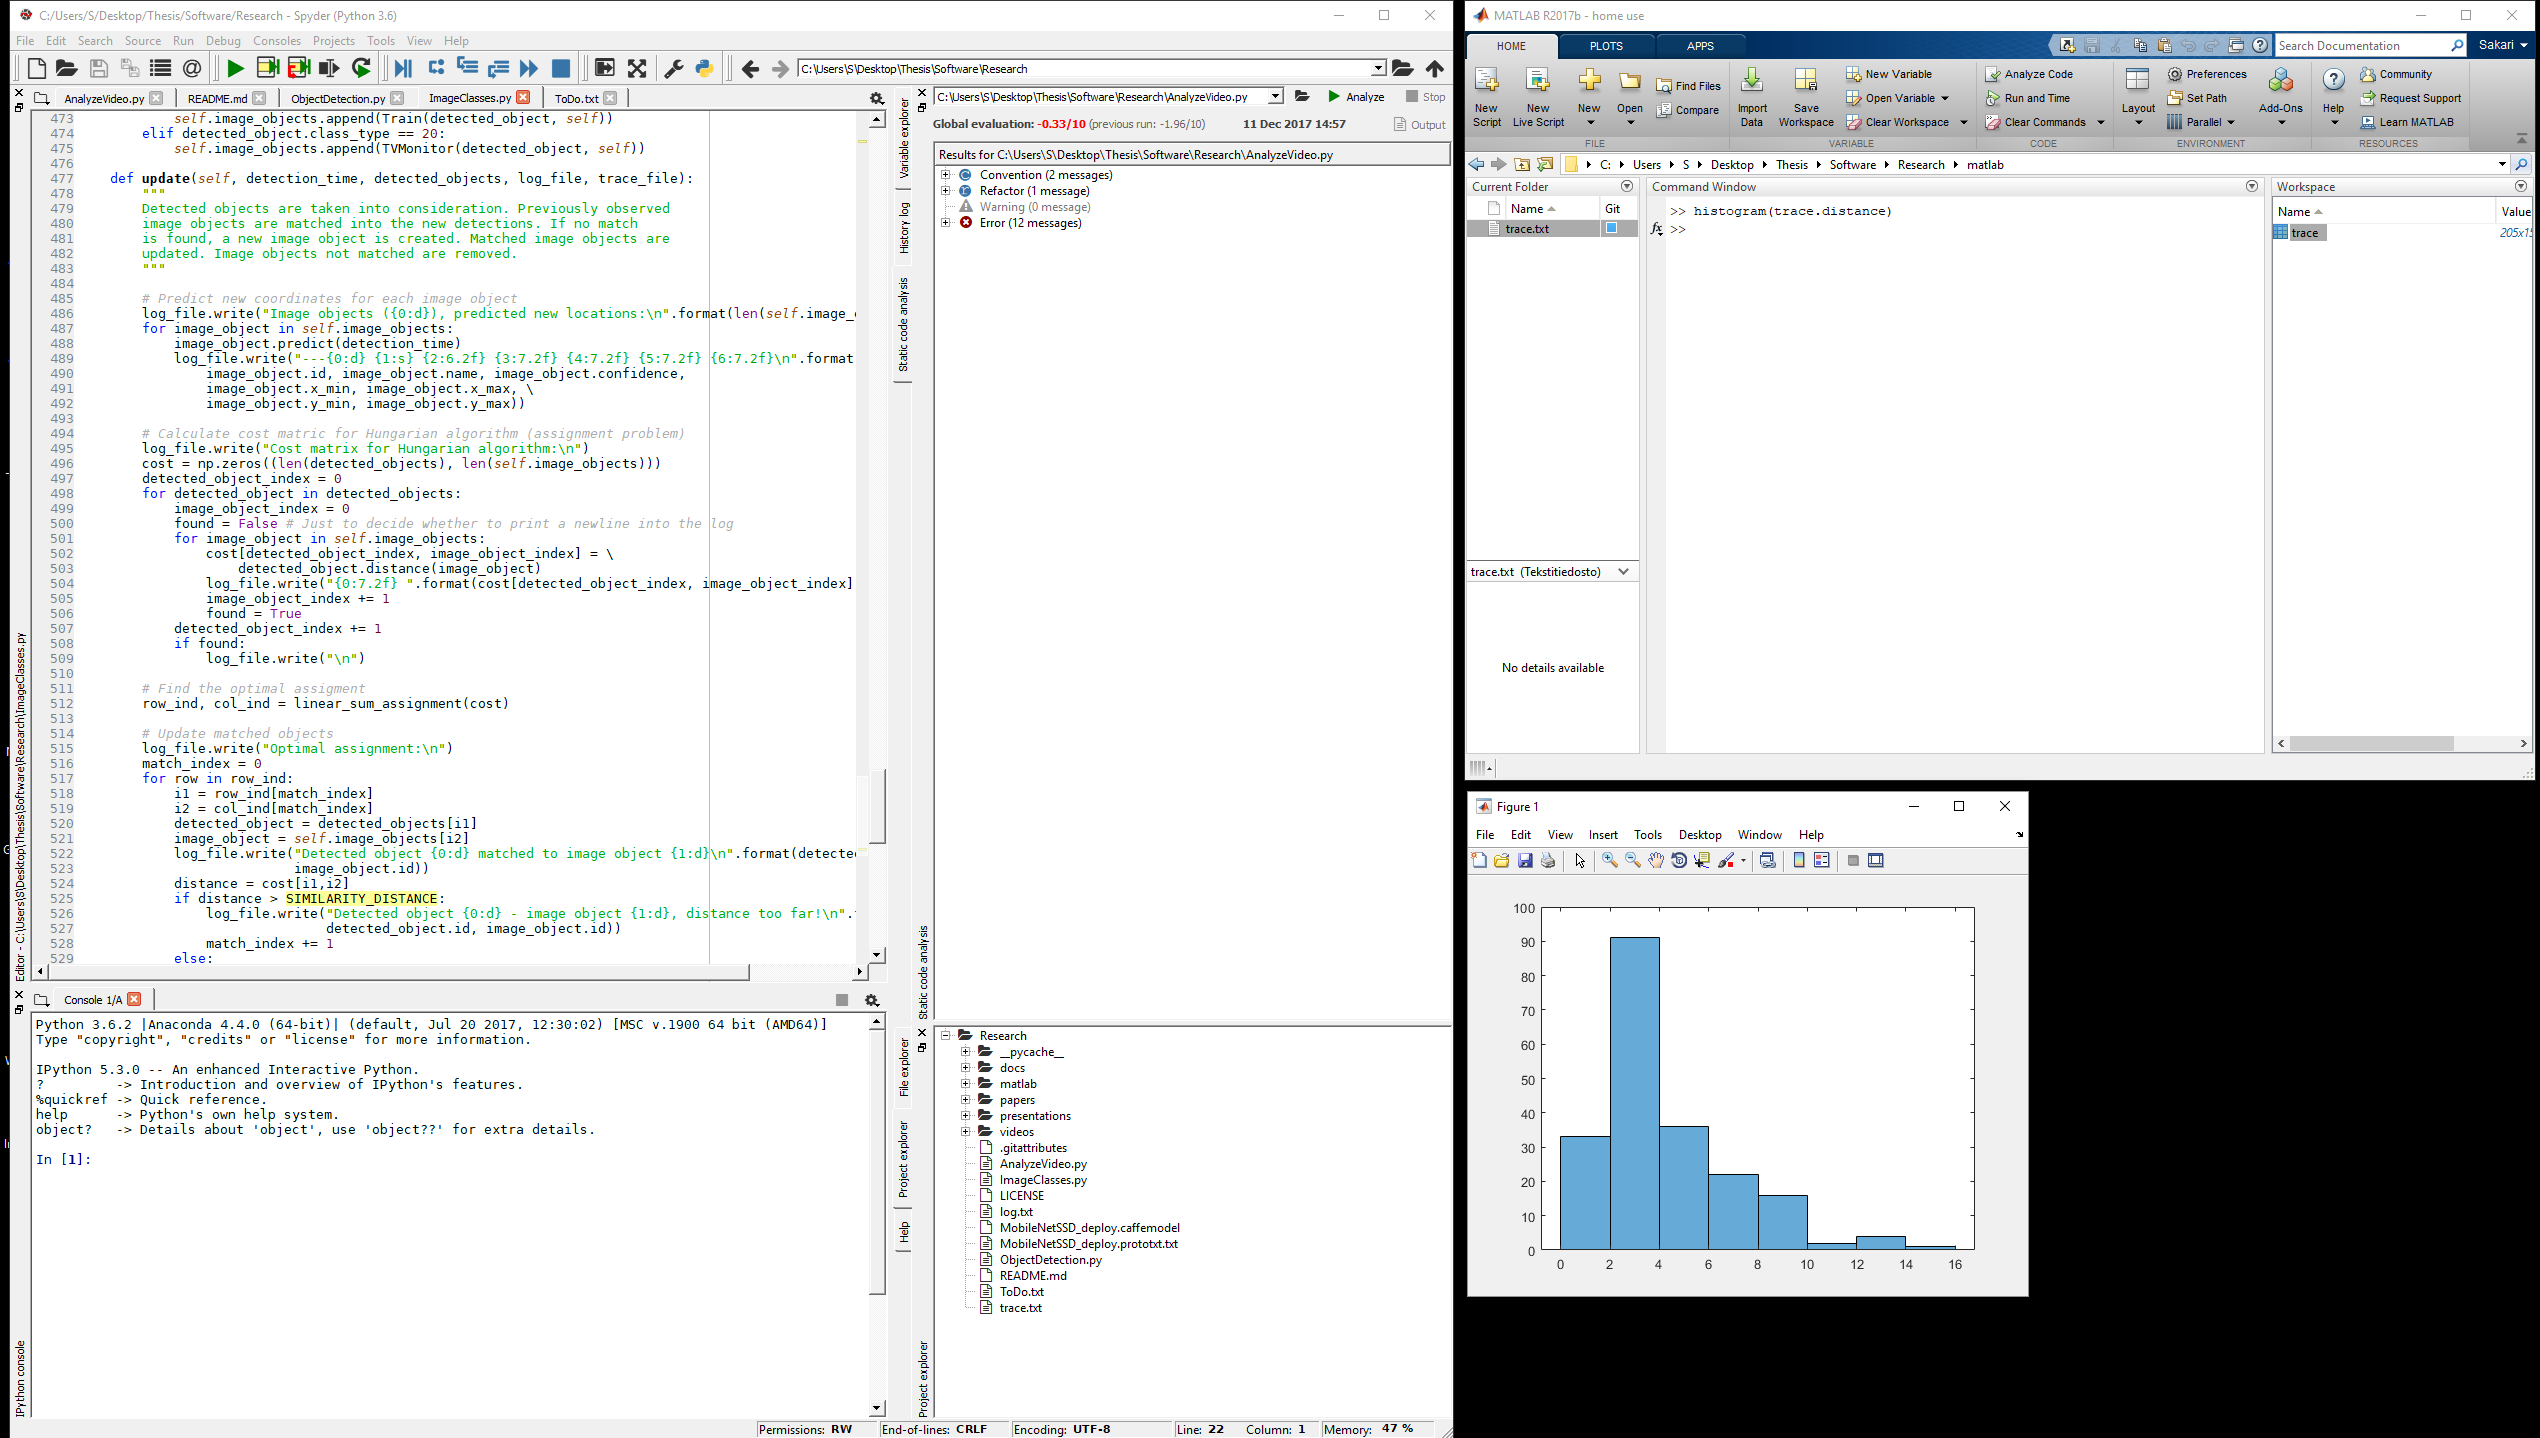 C:/Users/S/Desktop/Thesis/Software/Research - Spyder (Python 3.6)
File Edit Search Source Run Debug Consoles Projects Tools View Help
C:\Users\S\Desktop\Thesis\Software\Research
AnalyzeVideo.py README.md ObjectDetection.py ImageClasses.py ToDo.txt
473 self.image_objects.append(Train(detected_object, self))
474 elif detected_object.class_type == 20:
475 self.image_objects.append(TVMonitor(detected_object, self))
476
477 def update(self, detection_time, detected_objects, log_file, trace_file):
478 """
479 Detected objects are taken into consideration. Previously observed
480 image objects are matched into the new detections. If no match
481 is found, a new image object is created. Matched image objects are
482 updated. Image objects not matched are removed.
483 """
484
485 # Predict new coordinates for each image object
486 log_file.write("Image objects ({0:d}), predicted new locations:\n".format(len(self.image_
487 for image_object in self.image_objects:
488 image_object.predict(detection_time)
489 log_file.write("---{0:d} {1:s} {2:6.2f} {3:7.2f} {4:7.2f} {5:7.2f} {6:7.2f}\n".format
490 image_object.id, image_object.name, image_object.confidence,
491 image_object.x_min, image_object.x_max, \
492 image_object.y_min, image_object.y_max))
493
494 # Calculate cost matric for Hungarian algorithm (assignment problem)
495 log_file.write("Cost matrix for Hungarian algorithm:\n")
496 cost = np.zeros((len(detected_objects), len(self.image_objects)))
497 detected_object_index = 0
498 for detected_object in detected_objects:
499 image_object_index = 0
500 found = False # Just to decide whether to print a newline into the log
501 for image_object in self.image_objects:
502 cost[detected_object_index, image_object_index] = \
503 detected_object.distance(image_object)
504 log_file.write("{0:7.2f} ".format(cost[detected_object_index, image_object_index]
505 image_object_index += 1
506 found = True
507 detected_object_index += 1
508 if found:
509 log_file.write("\n")
510
511 # Find the optimal assigment
512 row_ind, col_ind = linear_sum_assignment(cost)
513
514 # Update matched objects
515 log_file.write("Optimal assignment:\n")
516 match_index = 0
517 for row in row_ind:
518 i1 = row_ind[match_index]
519 i2 = col_ind[match_index]
520 detected_object = detected_objects[i1]
521 image_object = self.image_objects[i2]
522 log_file.write("Detected object {0:d} matched to image object {1:d}\n".format(detecte
523 image_object.id))
524 distance = cost[i1,i2]
525 if distance > SIMILARITY_DISTANCE:
526 log_file.write("Detected object {0:d} - image object {1:d}, distance too far!\n".
527 detected_object.id, image_object.id))
528 match_index += 1
529 else:
Editor - C:\Users\S\Desktop\Thesis\Software\Research\ImageClasses.py
Console 1/A
Python 3.6.2 |Anaconda 4.4.0 (64-bit)| (default, Jul 20 2017, 12:30:02) [MSC v.1900 64 bit (AMD64)]
Type "copyright", "credits" or "license" for more information.
IPython 5.3.0 -- An enhanced Interactive Python.
? -> Introduction and overview of IPython's features.
%quickref -> Quick reference.
help -> Python's own help system.
object? -> Details about 'object', use 'object??' for extra details.
In [1]:
IPython console
Variable explorer
History log
Static code analysis
C:\Users\S\Desktop\Thesis\Software\Research\AnalyzeVideo.py Analyze Stop
Global evaluation: -0.33/10 (previous run: -1.96/10) 11 Dec 2017 14:57 Output
Results for C:\Users\S\Desktop\Thesis\Software\Research\AnalyzeVideo.py
Convention (2 messages)
Refactor (1 message)
Warning (0 message)
Error (12 messages)
Static code analysis
File explorer
Project explorer
Help
Research
__pycache__
docs
matlab
papers
presentations
videos
.gitattributes
AnalyzeVideo.py
ImageClasses.py
LICENSE
log.txt
MobileNetSSD_deploy.caffemodel
MobileNetSSD_deploy.prototxt.txt
ObjectDetection.py
README.md
ToDo.txt
trace.txt
Project explorer
Permissions: RW End-of-lines: CRLF Encoding: UTF-8 Line: 22 Column: 1 Memory: 47 %
MATLAB R2017b - home use
HOME PLOTS APPS
Search Documentation Sakari
New Script
New Live Script
New
Open
Find Files
Compare
Import Data
Save Workspace
New Variable
Open Variable
Clear Workspace
Analyze Code
Run and Time
Clear Commands
Layout
Preferences
Set Path
Parallel
Add-Ons
Help
Community
Request Support
Learn MATLAB
FILE VARIABLE CODE ENVIRONMENT RESOURCES
C: Users S Desktop Thesis Software Research matlab
Current Folder
Name Git
trace.txt
trace.txt (Tekstitiedosto)
No details available
Command Window
>> histogram(trace.distance)
fx >>
Workspace
Name Value
trace 205x1
Figure 1
File Edit View Insert Tools Desktop Window Help
100
90
80
70
60
50
40
30
20
10
0
0 2 4 6 8 10 12 14 16